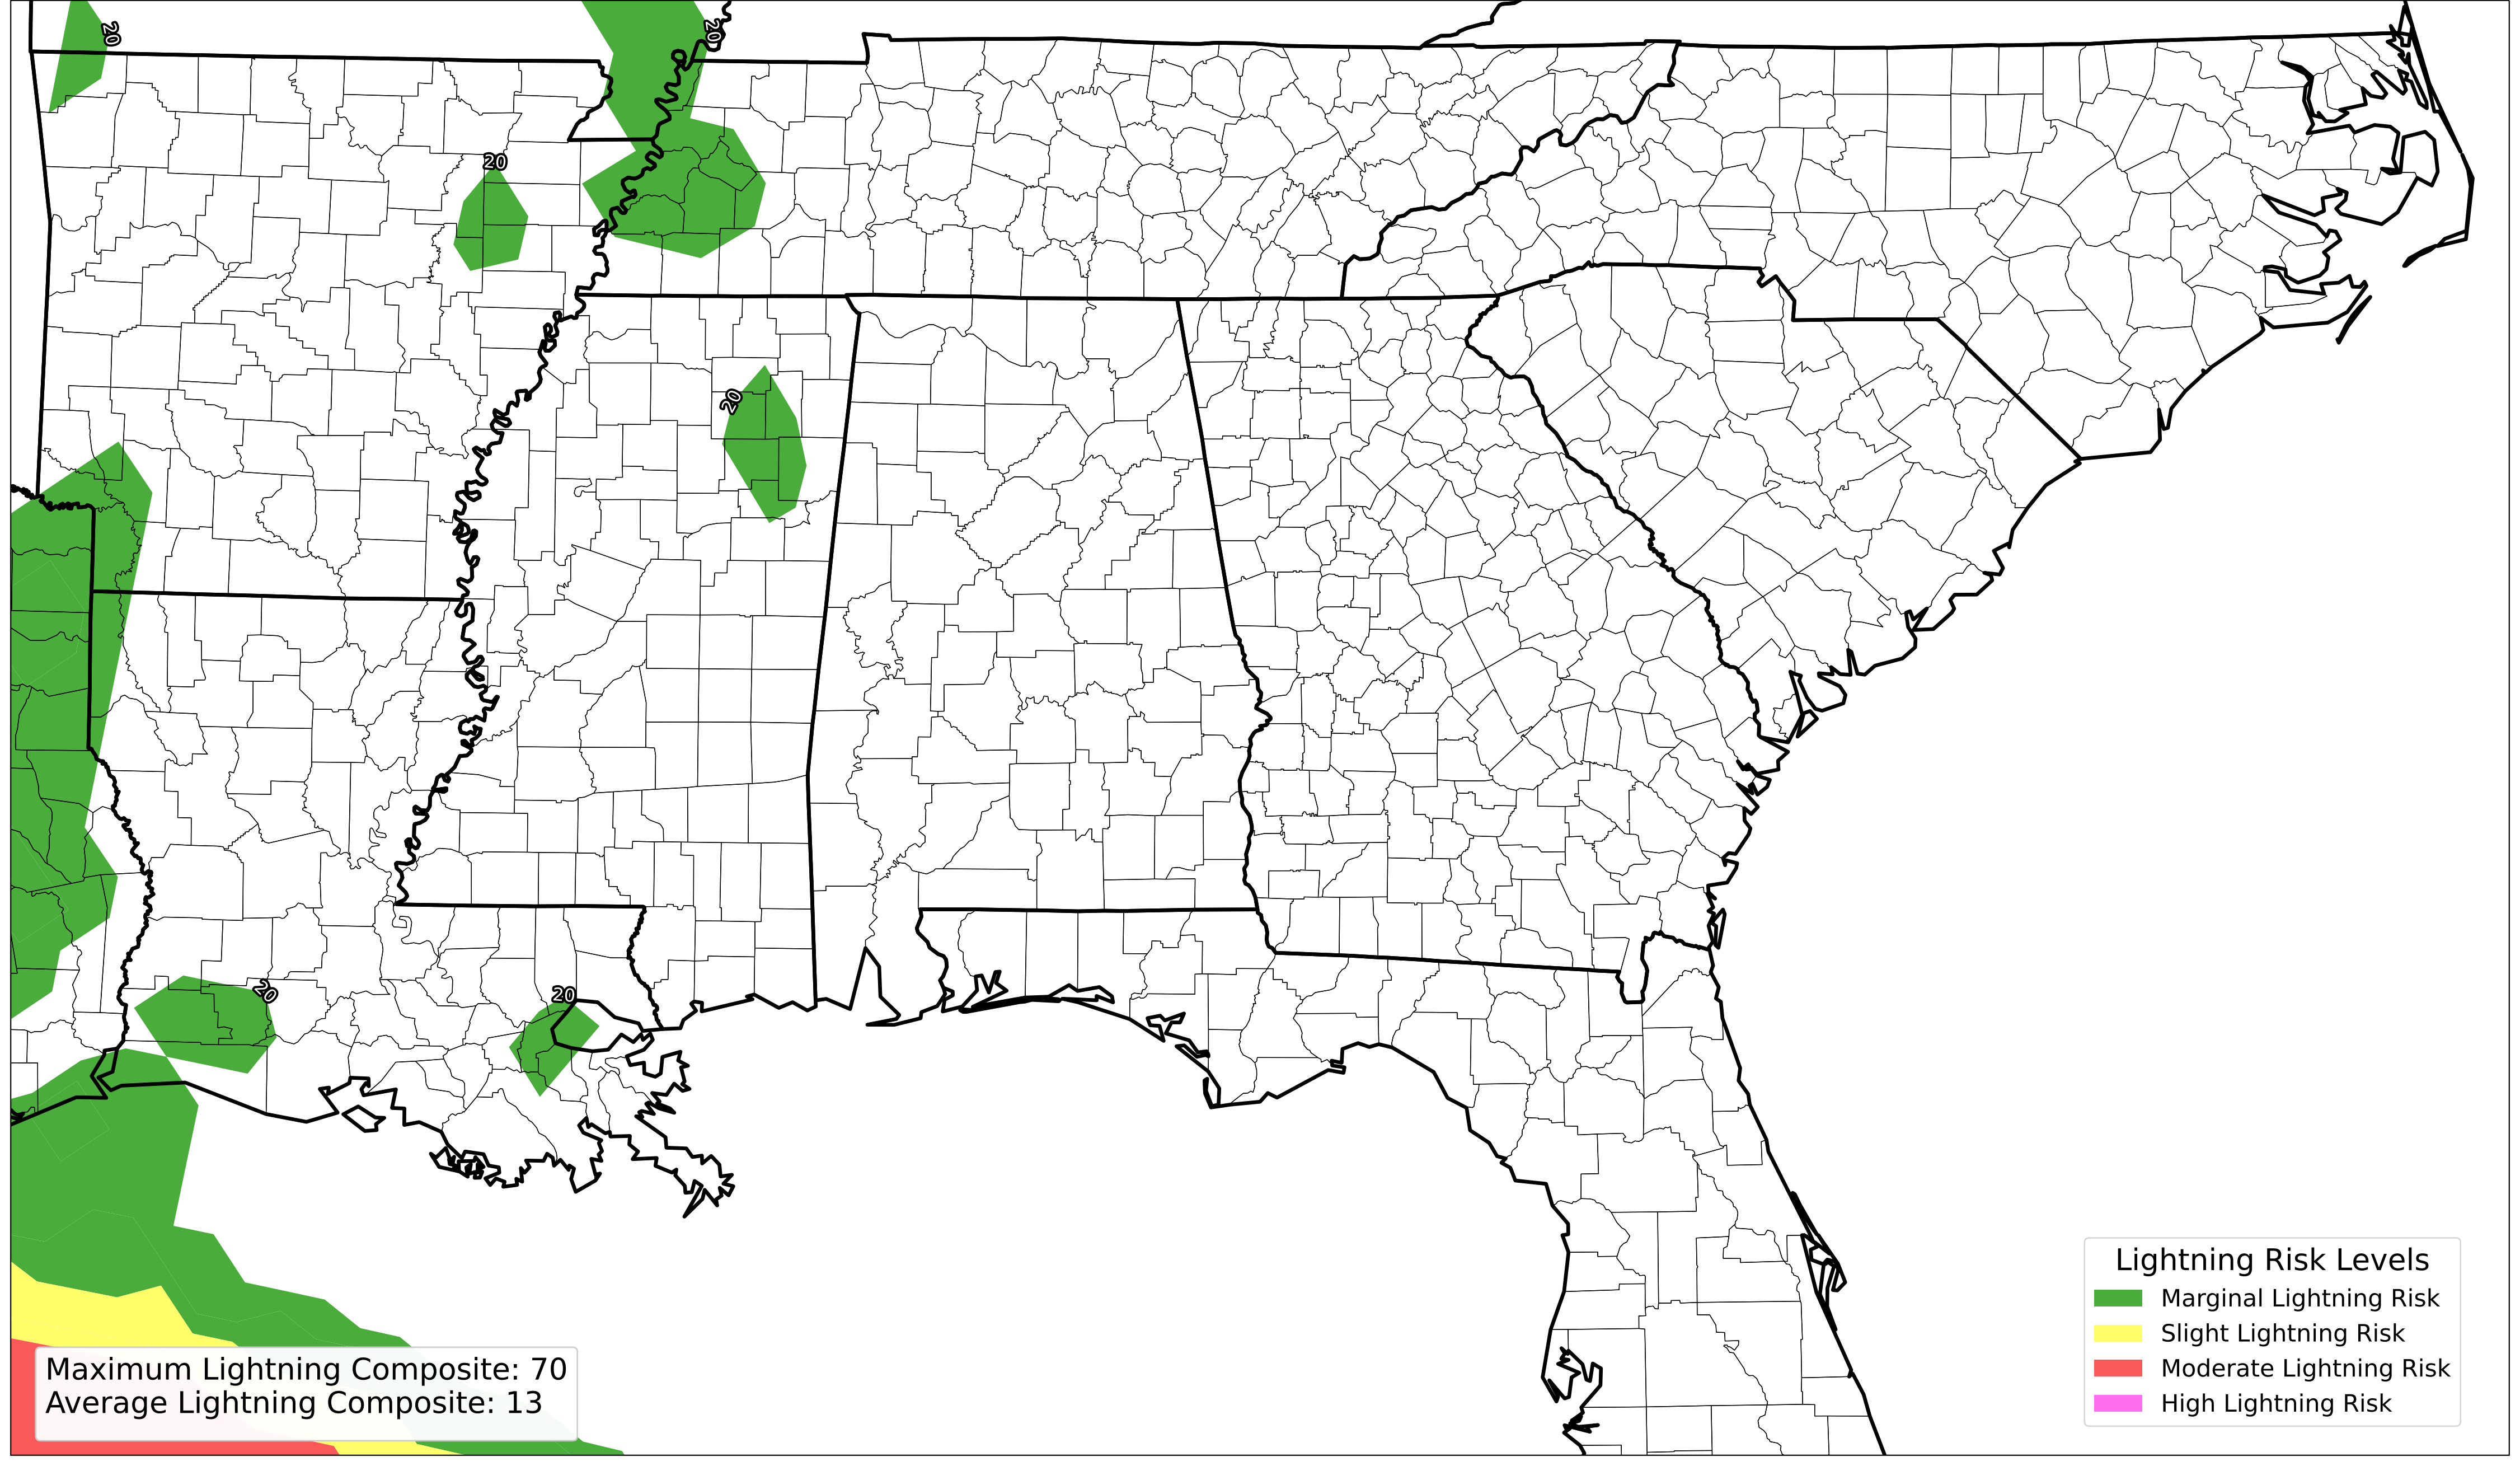 20
20
20
20
20
20
Lightning Risk Levels
Marginal Lightning Risk
Slight Lightning Risk
Moderate Lightning Risk
High Lightning Risk
Maximum Lightning Composite: 70
Average Lightning Composite: 13